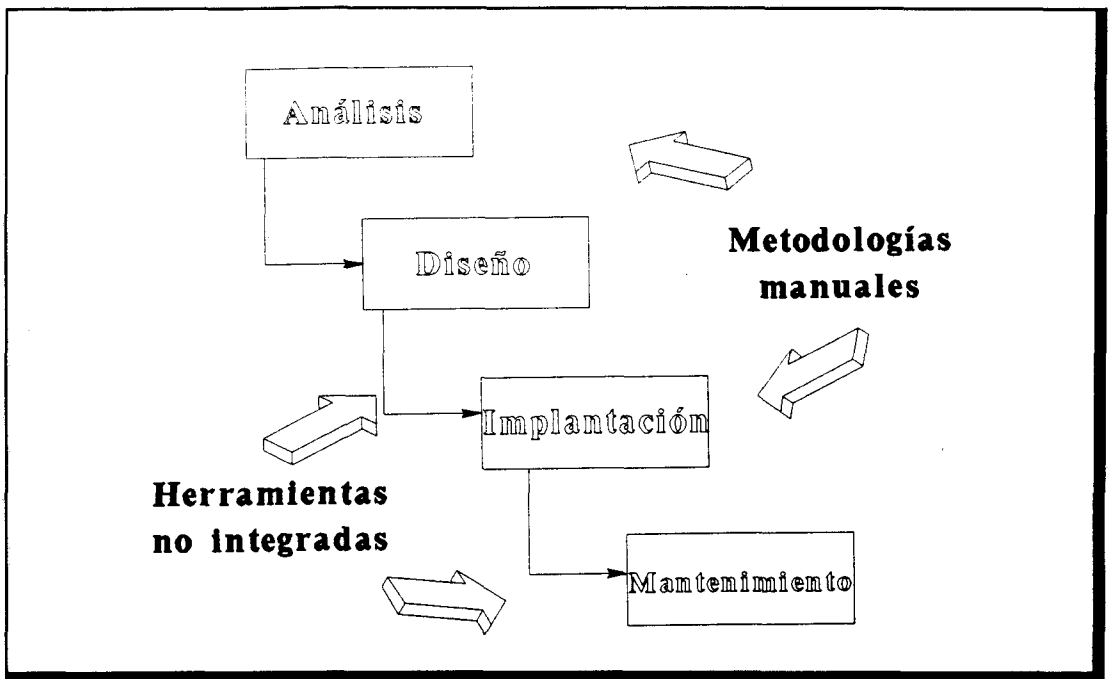 Análisis
Diseño
Metodologías
manuales
Implantación
Herramientas
no integradas
Mantenimiento